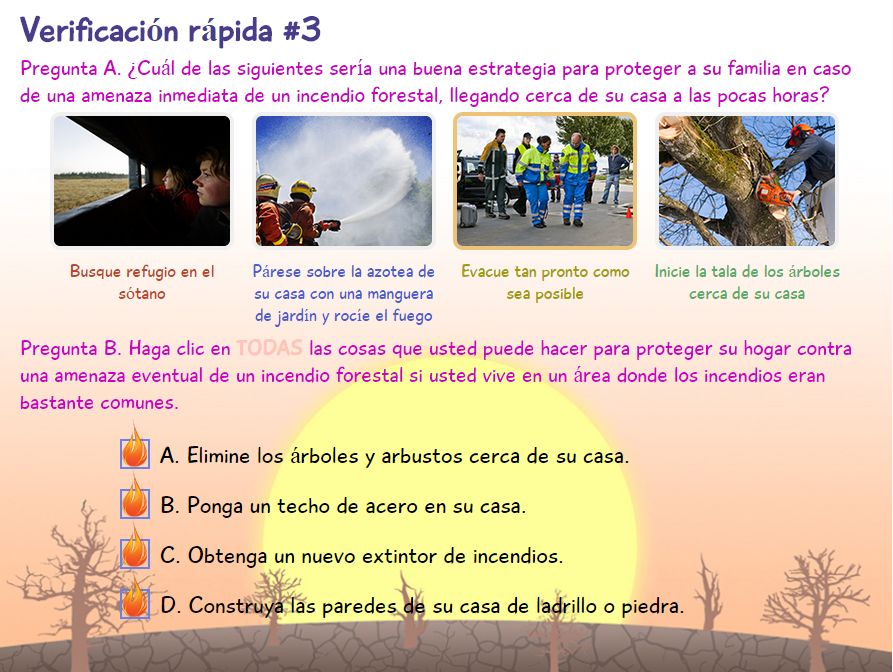 Verificación rápida #3
Pregunta A. ¿Cuál de las siguientes sería una buena estrategia para proteger a su familia en caso
de una amenaza inmediata de un incendio forestal, llegando cerca de su casa a las pocas horas?
Busque refugio en el
sótano
Párese sobre la azotea de
su casa con una manguera
de jardín y rocíe el fuego
Evacue tan pronto como
sea posible
Inicie la tala de los árboles
cerca de su casa
Pregunta B. Haga clic en TODAS las cosas que usted puede hacer para proteger su hogar contra
una amenaza eventual de un incendio forestal si usted vive en un área donde los incendios eran
bastante comunes.
A. Elimine los árboles y arbustos cerca de su casa.
B. Ponga un techo de acero en su casa.
C. Obtenga un nuevo extintor de incendios.
D. Construya las paredes de su casa de ladrillo o piedra.